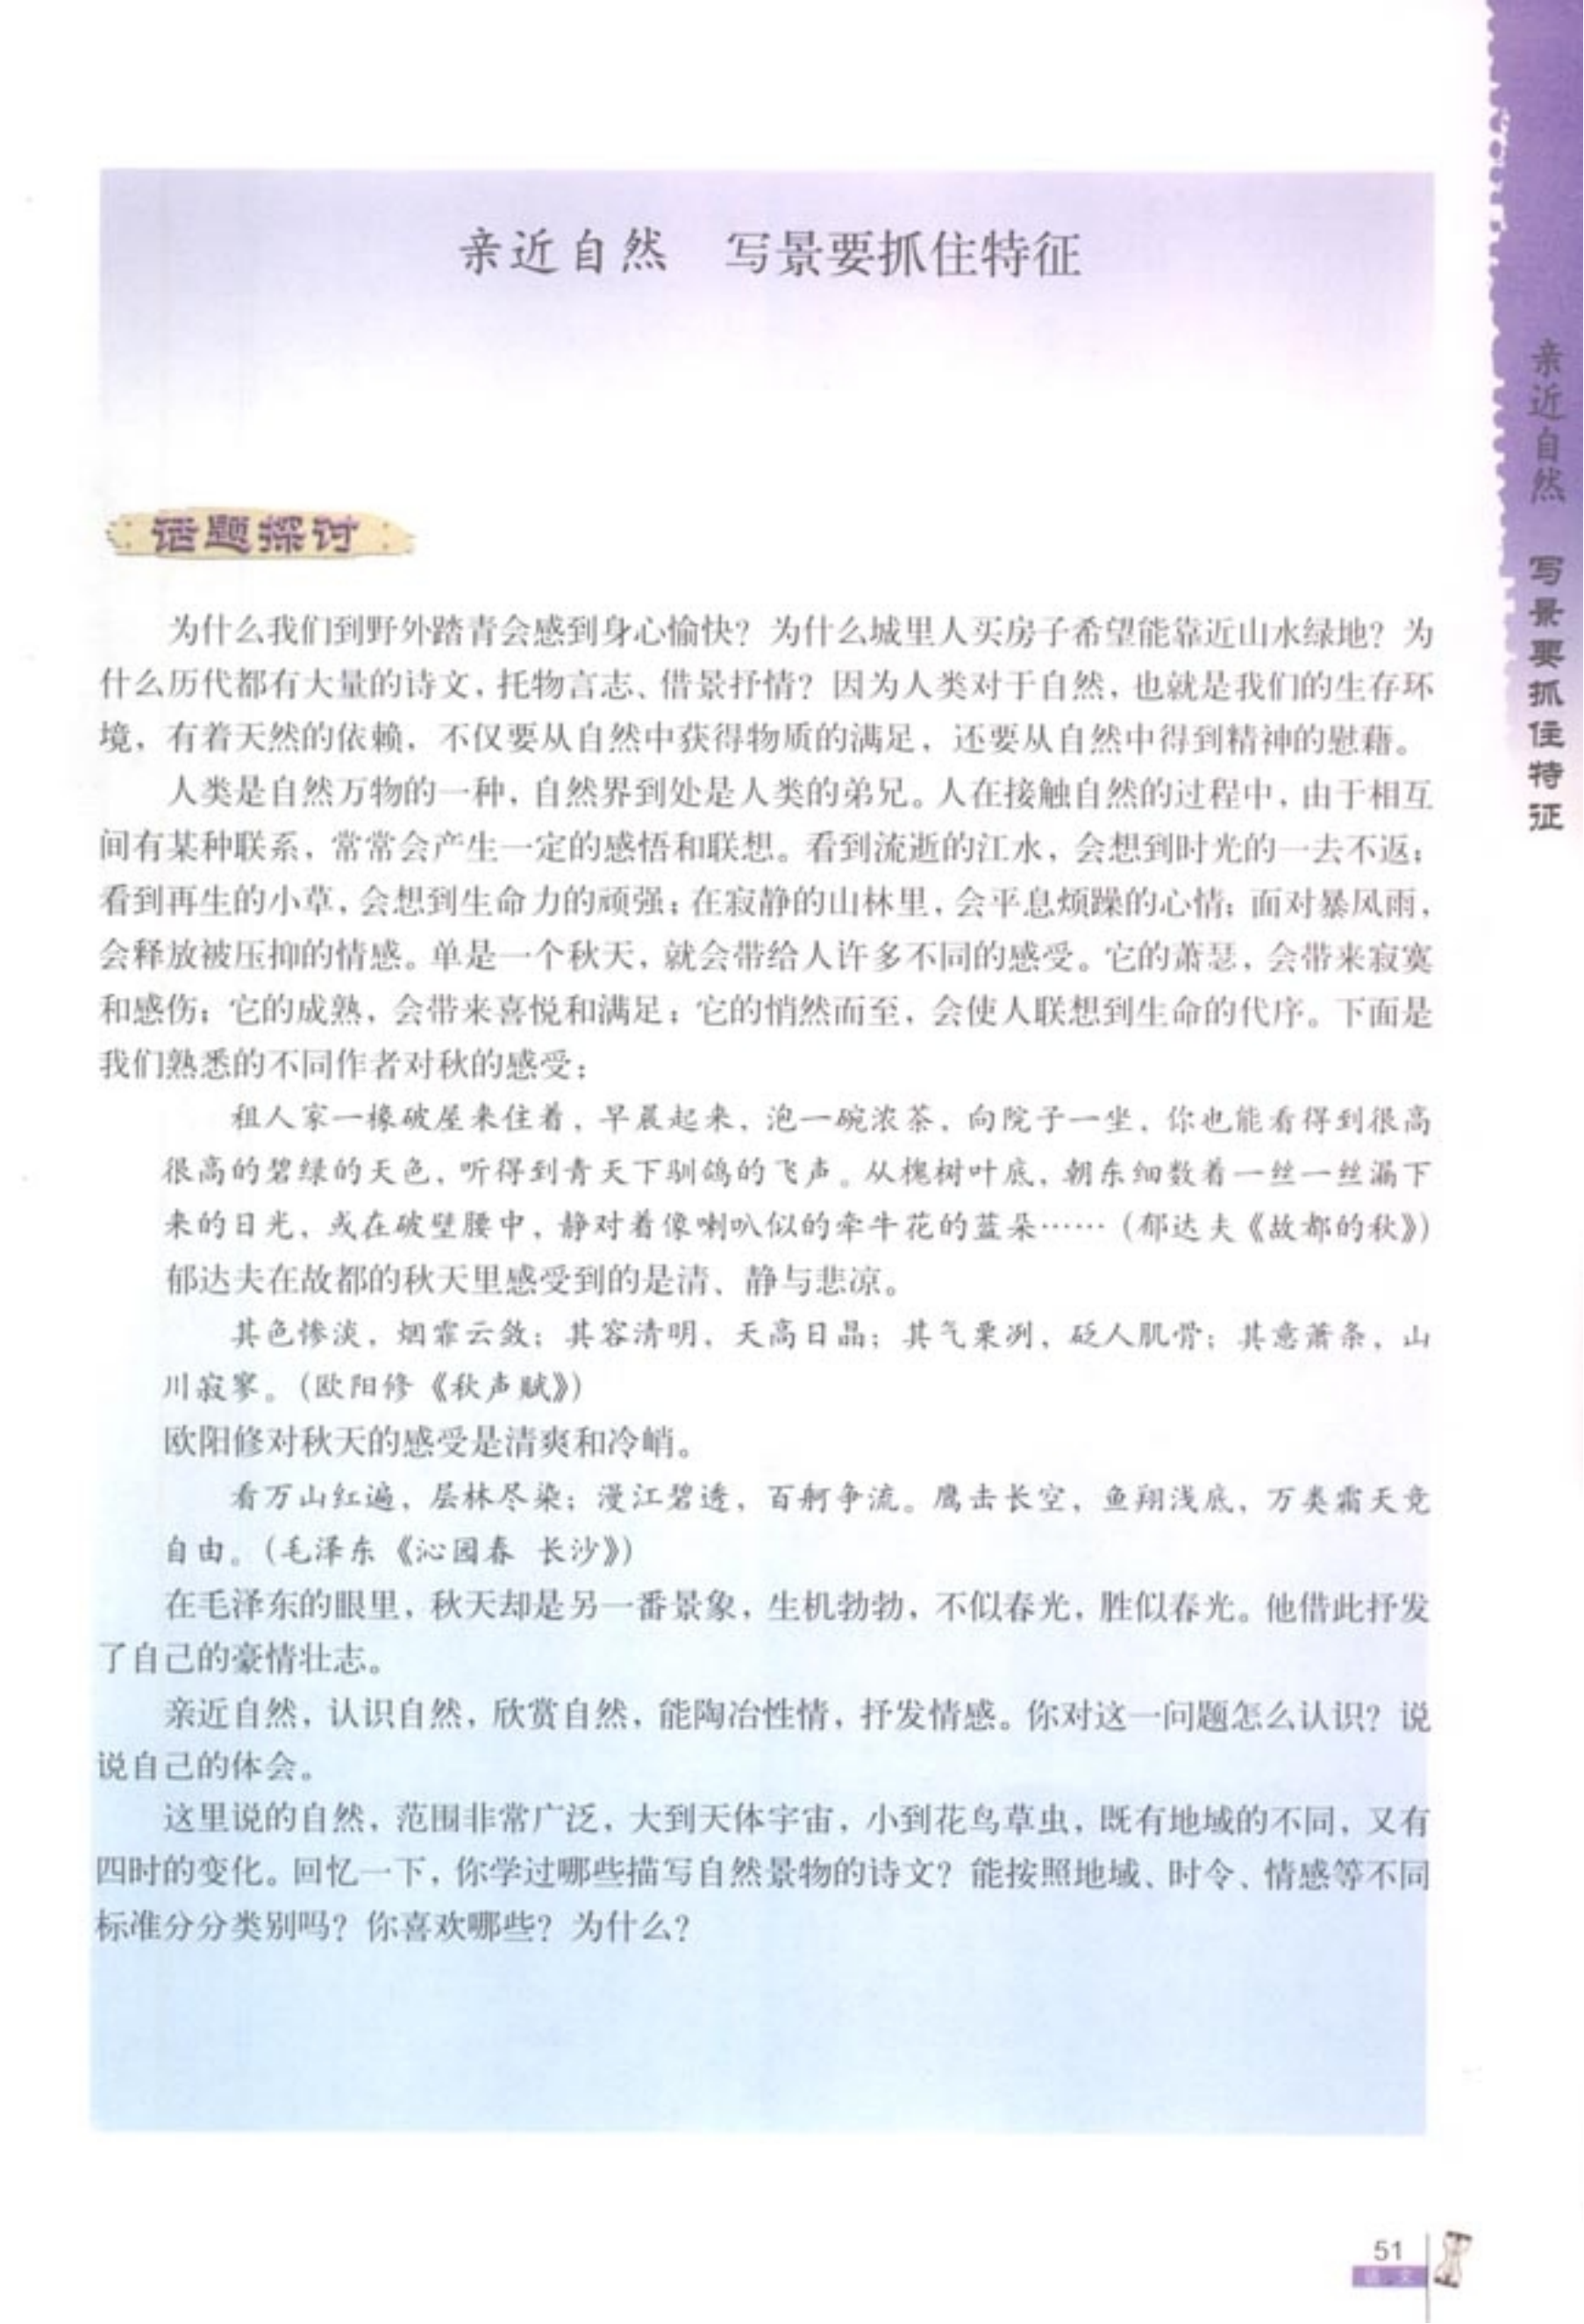 亲近自然 写景要抓住特征
话题探讨
为什么我们到野外踏青会感到身心愉快？为什么城里人买房子希望能靠近山水绿地？为
什么历代都有大量的诗文，托物言志、借景抒情？因为人类对于自然，也就是我们的生存环
境，有着天然的依赖，不仅要从自然中获得物质的满足，还要从自然中得到精神的慰藉。
人类是自然万物的一种，自然界到处是人类的弟兄。人在接触自然的过程中，由于相互
间有某种联系，常常会产生一定的感悟和联想。看到流逝的江水，会想到时光的一去不返；
看到再生的小草，会想到生命力的顽强；在寂静的山林里，会平息烦躁的心情；面对暴风雨，
会释放被压抑的情感。单是一个秋天，就会带给人许多不同的感受。它的萧瑟，会带来寂寞
和感伤；它的成熟，会带来喜悦和满足；它的悄然而至，会使人联想到生命的代序。下面是
我们熟悉的不同作者对秋的感受：
租人家一椽破屋来住着，早晨起来，泡一碗浓茶，向院子一坐，你也能看得到很高
很高的碧绿的天色，听得到青天下驯鸽的飞声。从槐树叶底，朝东细数着一丝一丝漏下
来的日光，或在破壁腰中，静对着像喇叭似的牵牛花的蓝朵……（郁达夫《故都的秋》）
郁达夫在故都的秋天里感受到的是清、静与悲凉。
其色惨淡，烟霏云敛；其容清明，天高日晶；其气栗冽，砭人肌骨；其意萧条，山
川寂寥。（欧阳修《秋声赋》）
欧阳修对秋天的感受是清爽和冷峭。
看万山红遍，层林尽染；漫江碧透，百舸争流。鹰击长空，鱼翔浅底，万类霜天竞
自由。（毛泽东《沁园春 长沙》）
在毛泽东的眼里，秋天却是另一番景象，生机勃勃，不似春光，胜似春光。他借此抒发
了自己的豪情壮志。
亲近自然，认识自然，欣赏自然，能陶冶性情，抒发情感。你对这一问题怎么认识？说
说自己的体会。
这里说的自然，范围非常广泛，大到天体宇宙，小到花鸟草虫，既有地域的不同，又有
四时的变化。回忆一下，你学过哪些描写自然景物的诗文？能按照地域、时令、情感等不同
标准分分类别吗？你喜欢哪些？为什么？
亲近自然 写景要抓住特征
51
语文